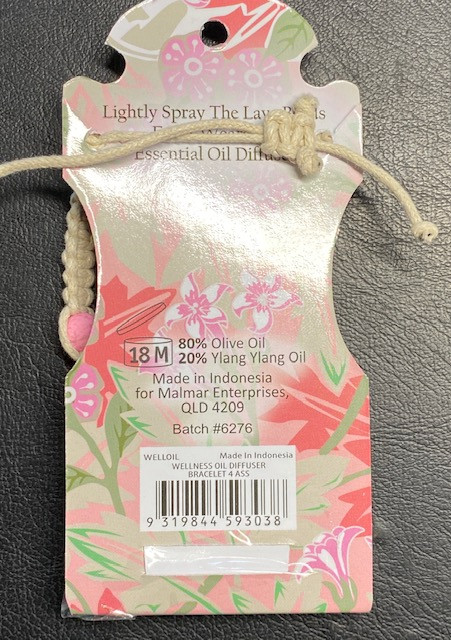 Lightly Spray The Lava
Essential Oil
18 M
80% Olive Oil
20% Ylang Ylang Oil
Made in Indonesia
for Malmar Enterprises,
QLD 4209
Batch #6276
WELLOIL Made In Indonesia
WELLNESS OIL DIFFUSER
BRACELET 4 ASS
9 319844 593038